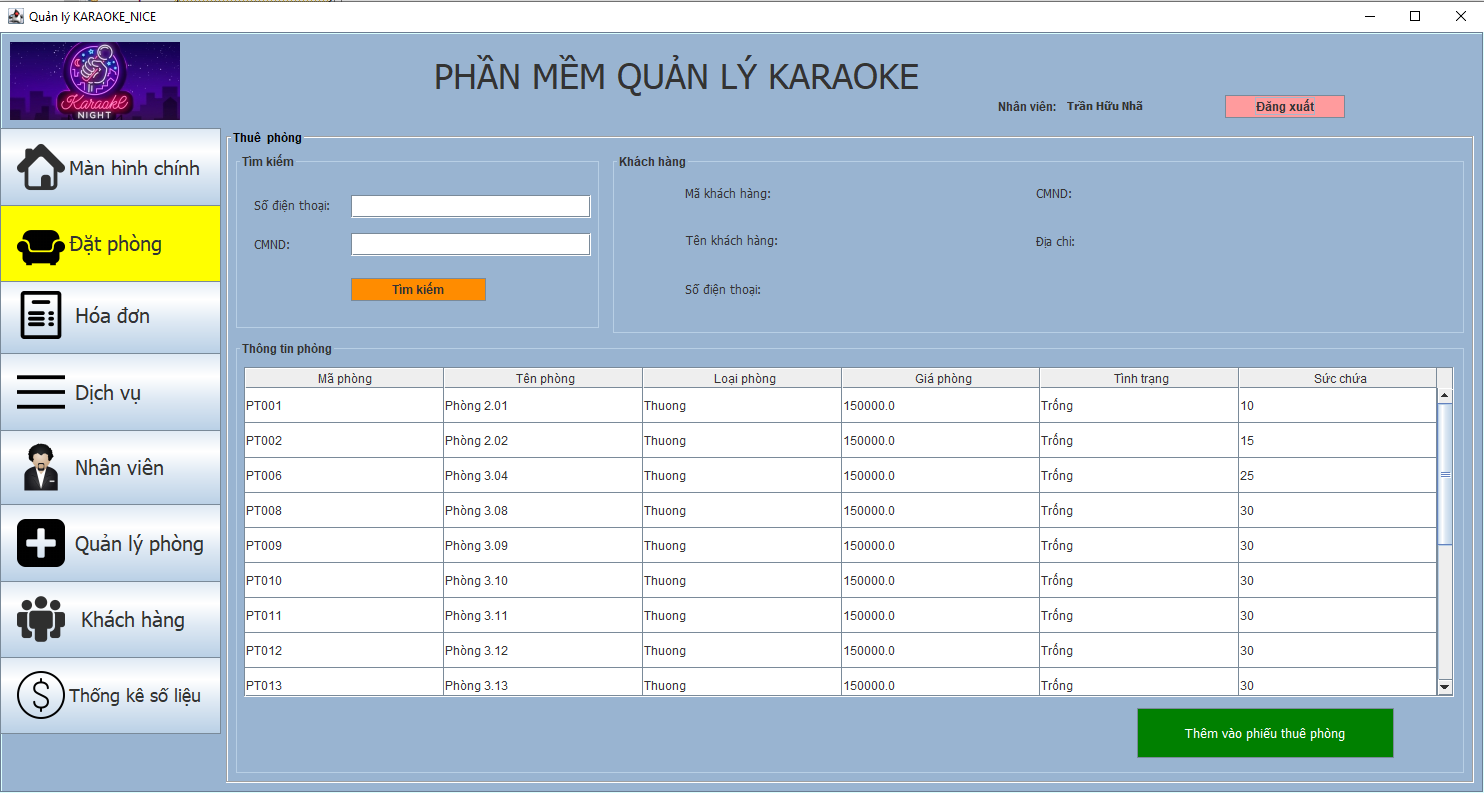 Quản lý KARAOKE_NICE
Karaoke
NIGHT
PHẦN MỀM QUẢN LÝ KARAOKE
Nhân viên: Trần Hữu Nhã
Đăng xuất
Màn hình chính
Đặt phòng
Hóa đơn
Dịch vụ
Nhân viên
Quản lý phòng
Khách hàng
Thống kê số liệu
Thuê phòng
Tìm kiếm
Số điện thoại:
CMND:
Tìm kiếm
Khách hàng
Mã khách hàng: CMND:
Tên khách hàng: Địa chỉ:
Số điện thoại:
Thông tin phòng
Mã phòng Tên phòng Loại phòng Giá phòng Tình trạng Sức chứa
PT001 Phòng 2.01 Thuong 150000.0 Trống 10
PT002 Phòng 2.02 Thuong 150000.0 Trống 15
PT006 Phòng 3.04 Thuong 150000.0 Trống 25
PT008 Phòng 3.08 Thuong 150000.0 Trống 30
PT009 Phòng 3.09 Thuong 150000.0 Trống 30
PT010 Phòng 3.10 Thuong 150000.0 Trống 30
PT011 Phòng 3.11 Thuong 150000.0 Trống 30
PT012 Phòng 3.12 Thuong 150000.0 Trống 30
PT013 Phòng 3.13 Thuong 150000.0 Trống 30
Thêm vào phiếu thuê phòng